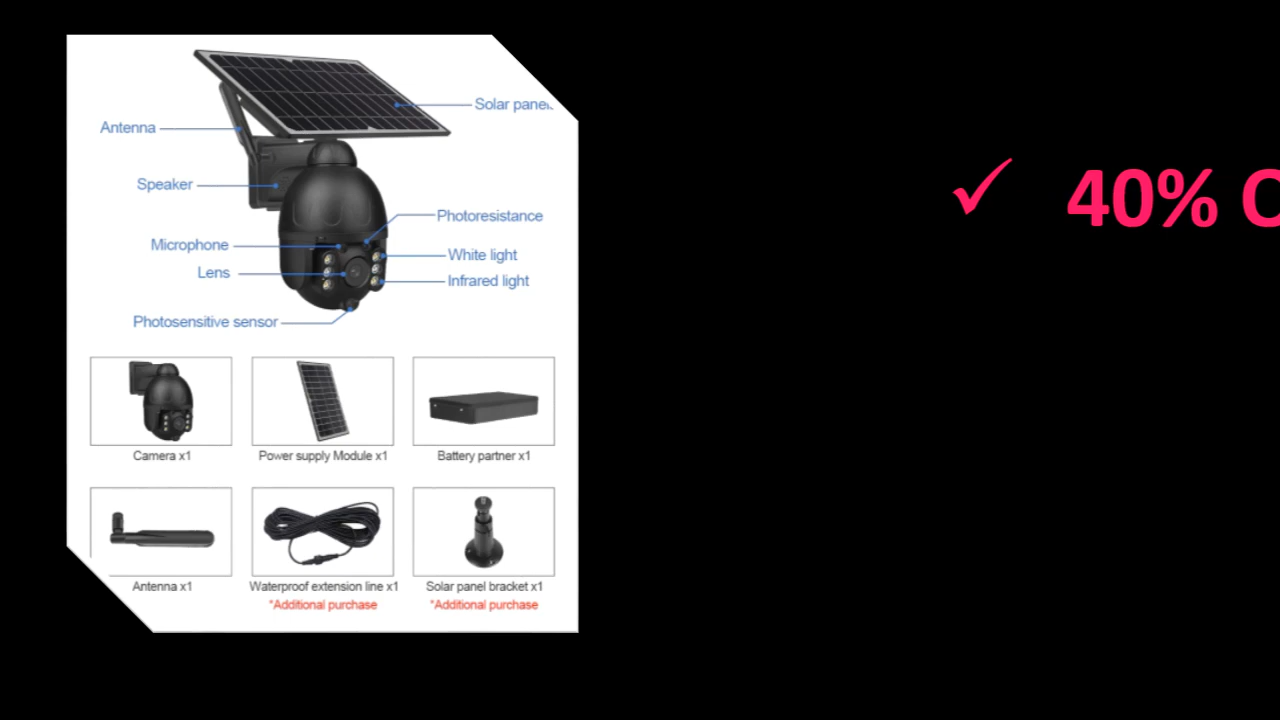 Solar panel
Antenna
Speaker
Photoresistance
Microphone
White light
Lens
Infrared light
Photosensitive sensor
Camera x1
Power supply Module x1
Battery partner x1
Antenna x1
Waterproof extension line x1
*Additional purchase
Solar panel bracket x1
*Additional purchase
40%